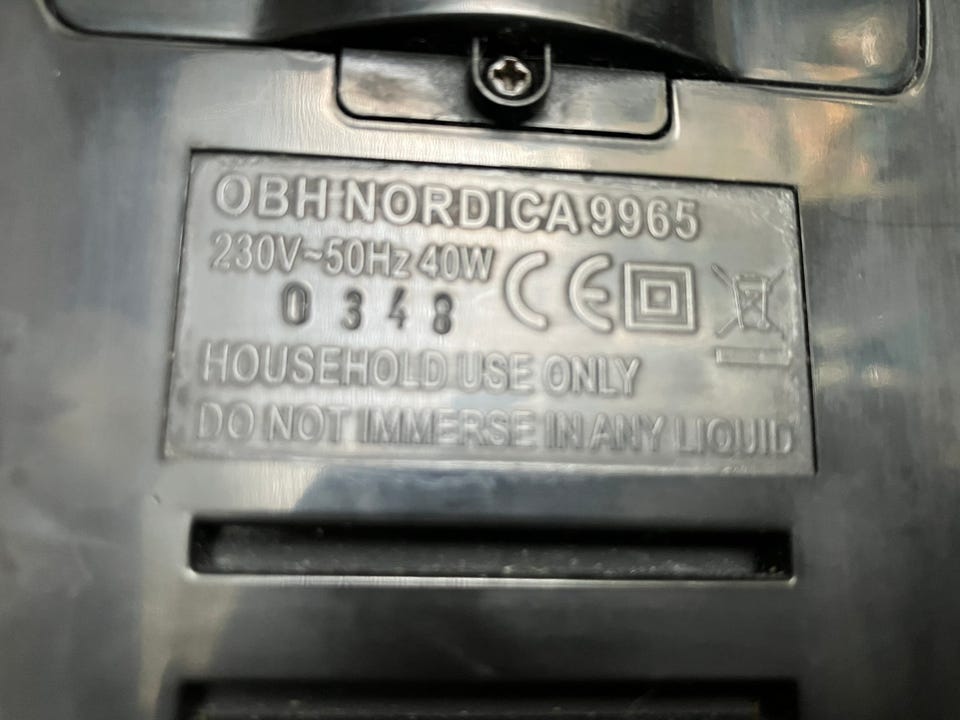 OBH NORDICA 9965
230V~50Hz 40W
0 3 4 8
HOUSEHOLD USE ONLY
DO NOT IMMERSE IN ANY LIQUID